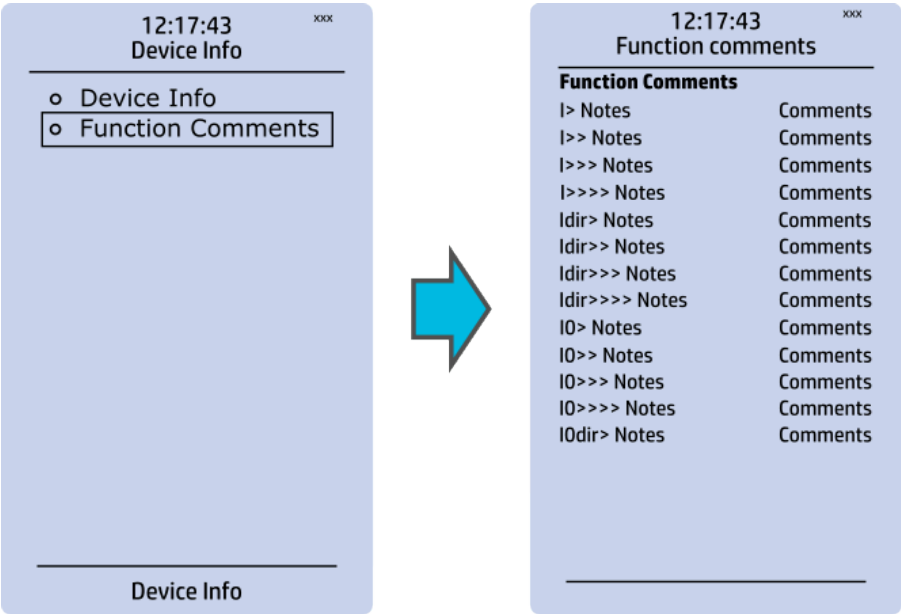 12:17:43 xxx
Device Info
Device Info
Function Comments
Device Info
12:17:43 xxx
Function comments
Function Comments
I> Notes Comments
I>> Notes Comments
I>>> Notes Comments
I>>>> Notes Comments
Idir> Notes Comments
Idir>> Notes Comments
Idir>>> Notes Comments
Idir>>>> Notes Comments
I0> Notes Comments
I0>> Notes Comments
I0>>> Notes Comments
I0>>>> Notes Comments
I0dir> Notes Comments